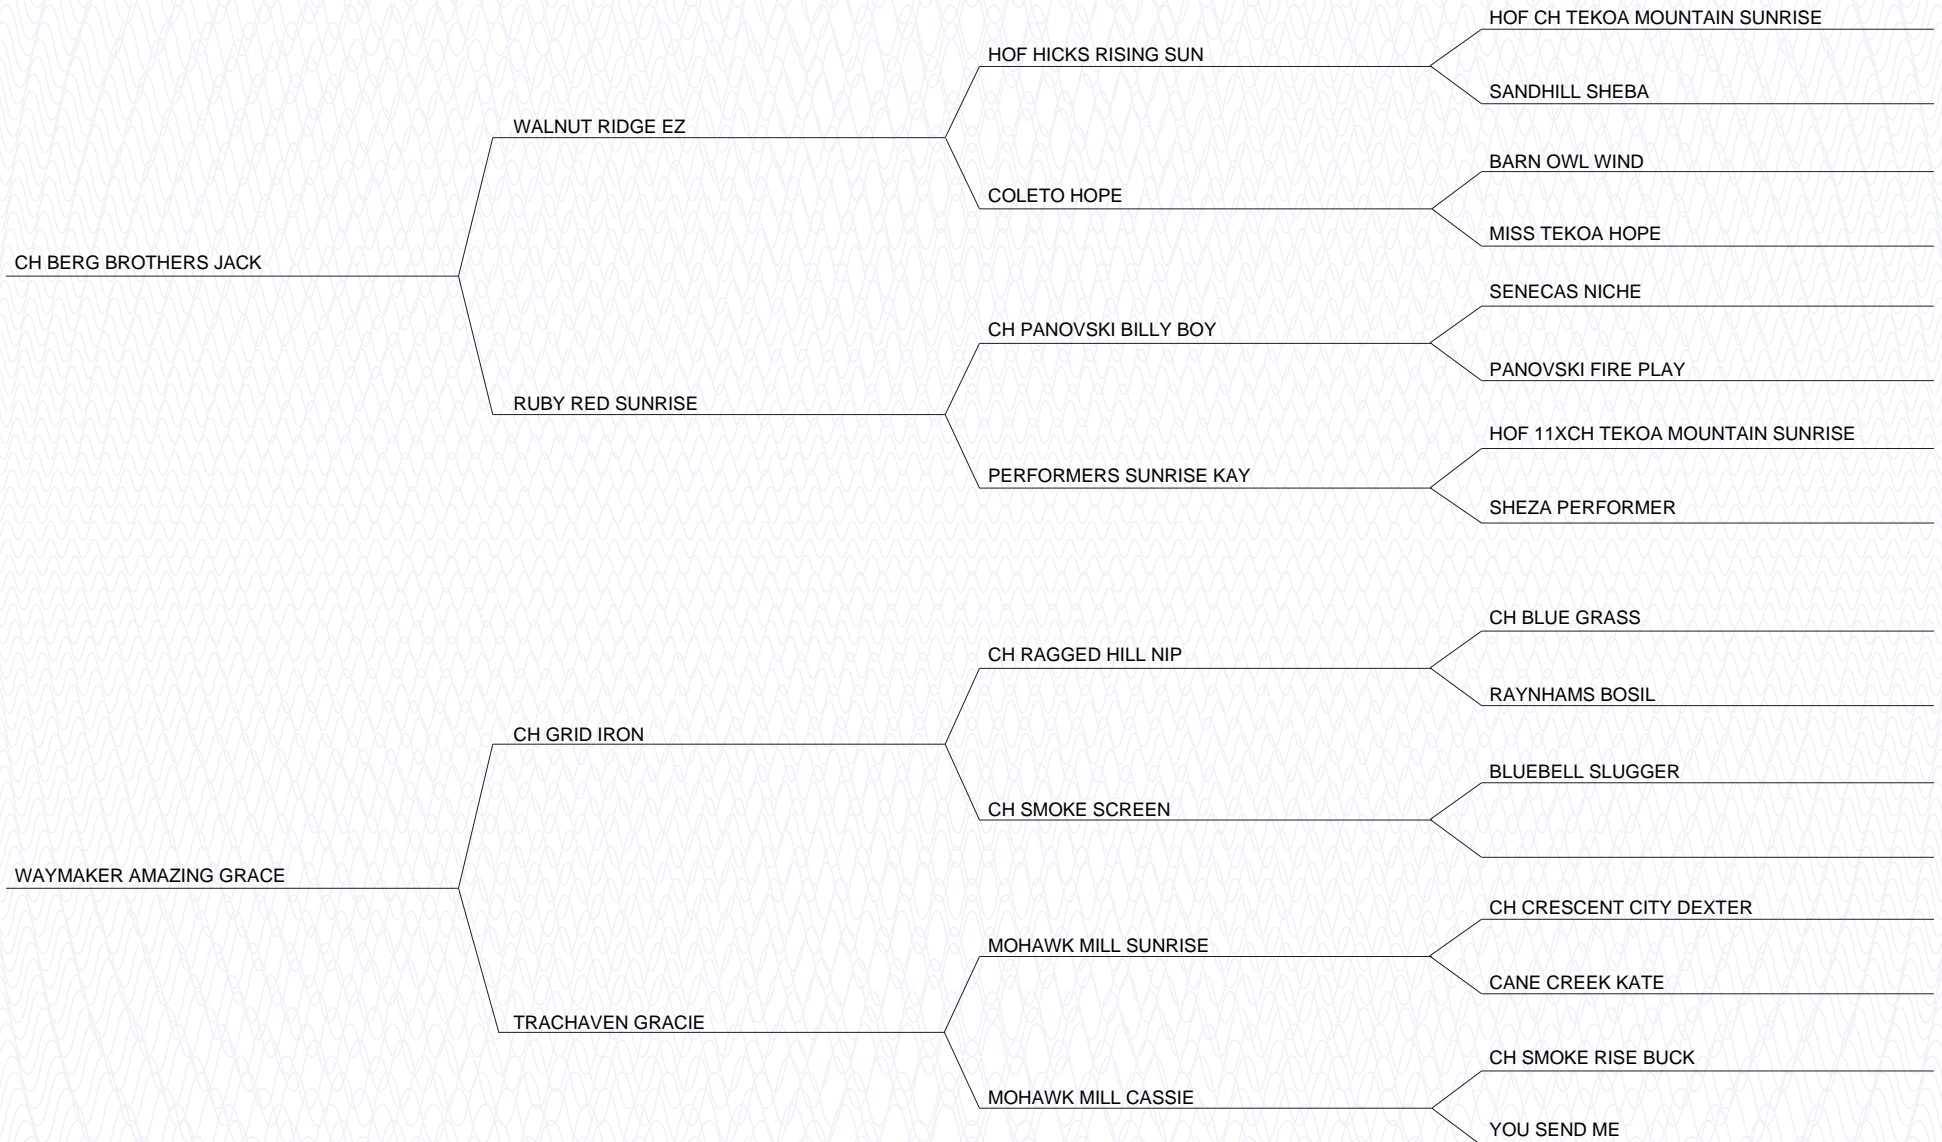 HOF CH TEKOA MOUNTAIN SUNRISE
HOF HICKS RISING SUN
SANDHILL SHEBA
WALNUT RIDGE EZ
BARN OWL WIND
COLETO HOPE
MISS TEKOA HOPE
CH BERG BROTHERS JACK
SENECAS NICHE
CH PANOVSKI BILLY BOY
PANOVSKI FIRE PLAY
RUBY RED SUNRISE
HOF 11XCH TEKOA MOUNTAIN SUNRISE
PERFORMERS SUNRISE KAY
SHEZA PERFORMER
CH BLUE GRASS
CH RAGGED HILL NIP
RAYNHAMS BOSIL
CH GRID IRON
BLUEBELL SLUGGER
CH SMOKE SCREEN
WAYMAKER AMAZING GRACE
CH CRESCENT CITY DEXTER
MOHAWK MILL SUNRISE
CANE CREEK KATE
TRACHAVEN GRACIE
CH SMOKE RISE BUCK
MOHAWK MILL CASSIE
YOU SEND ME